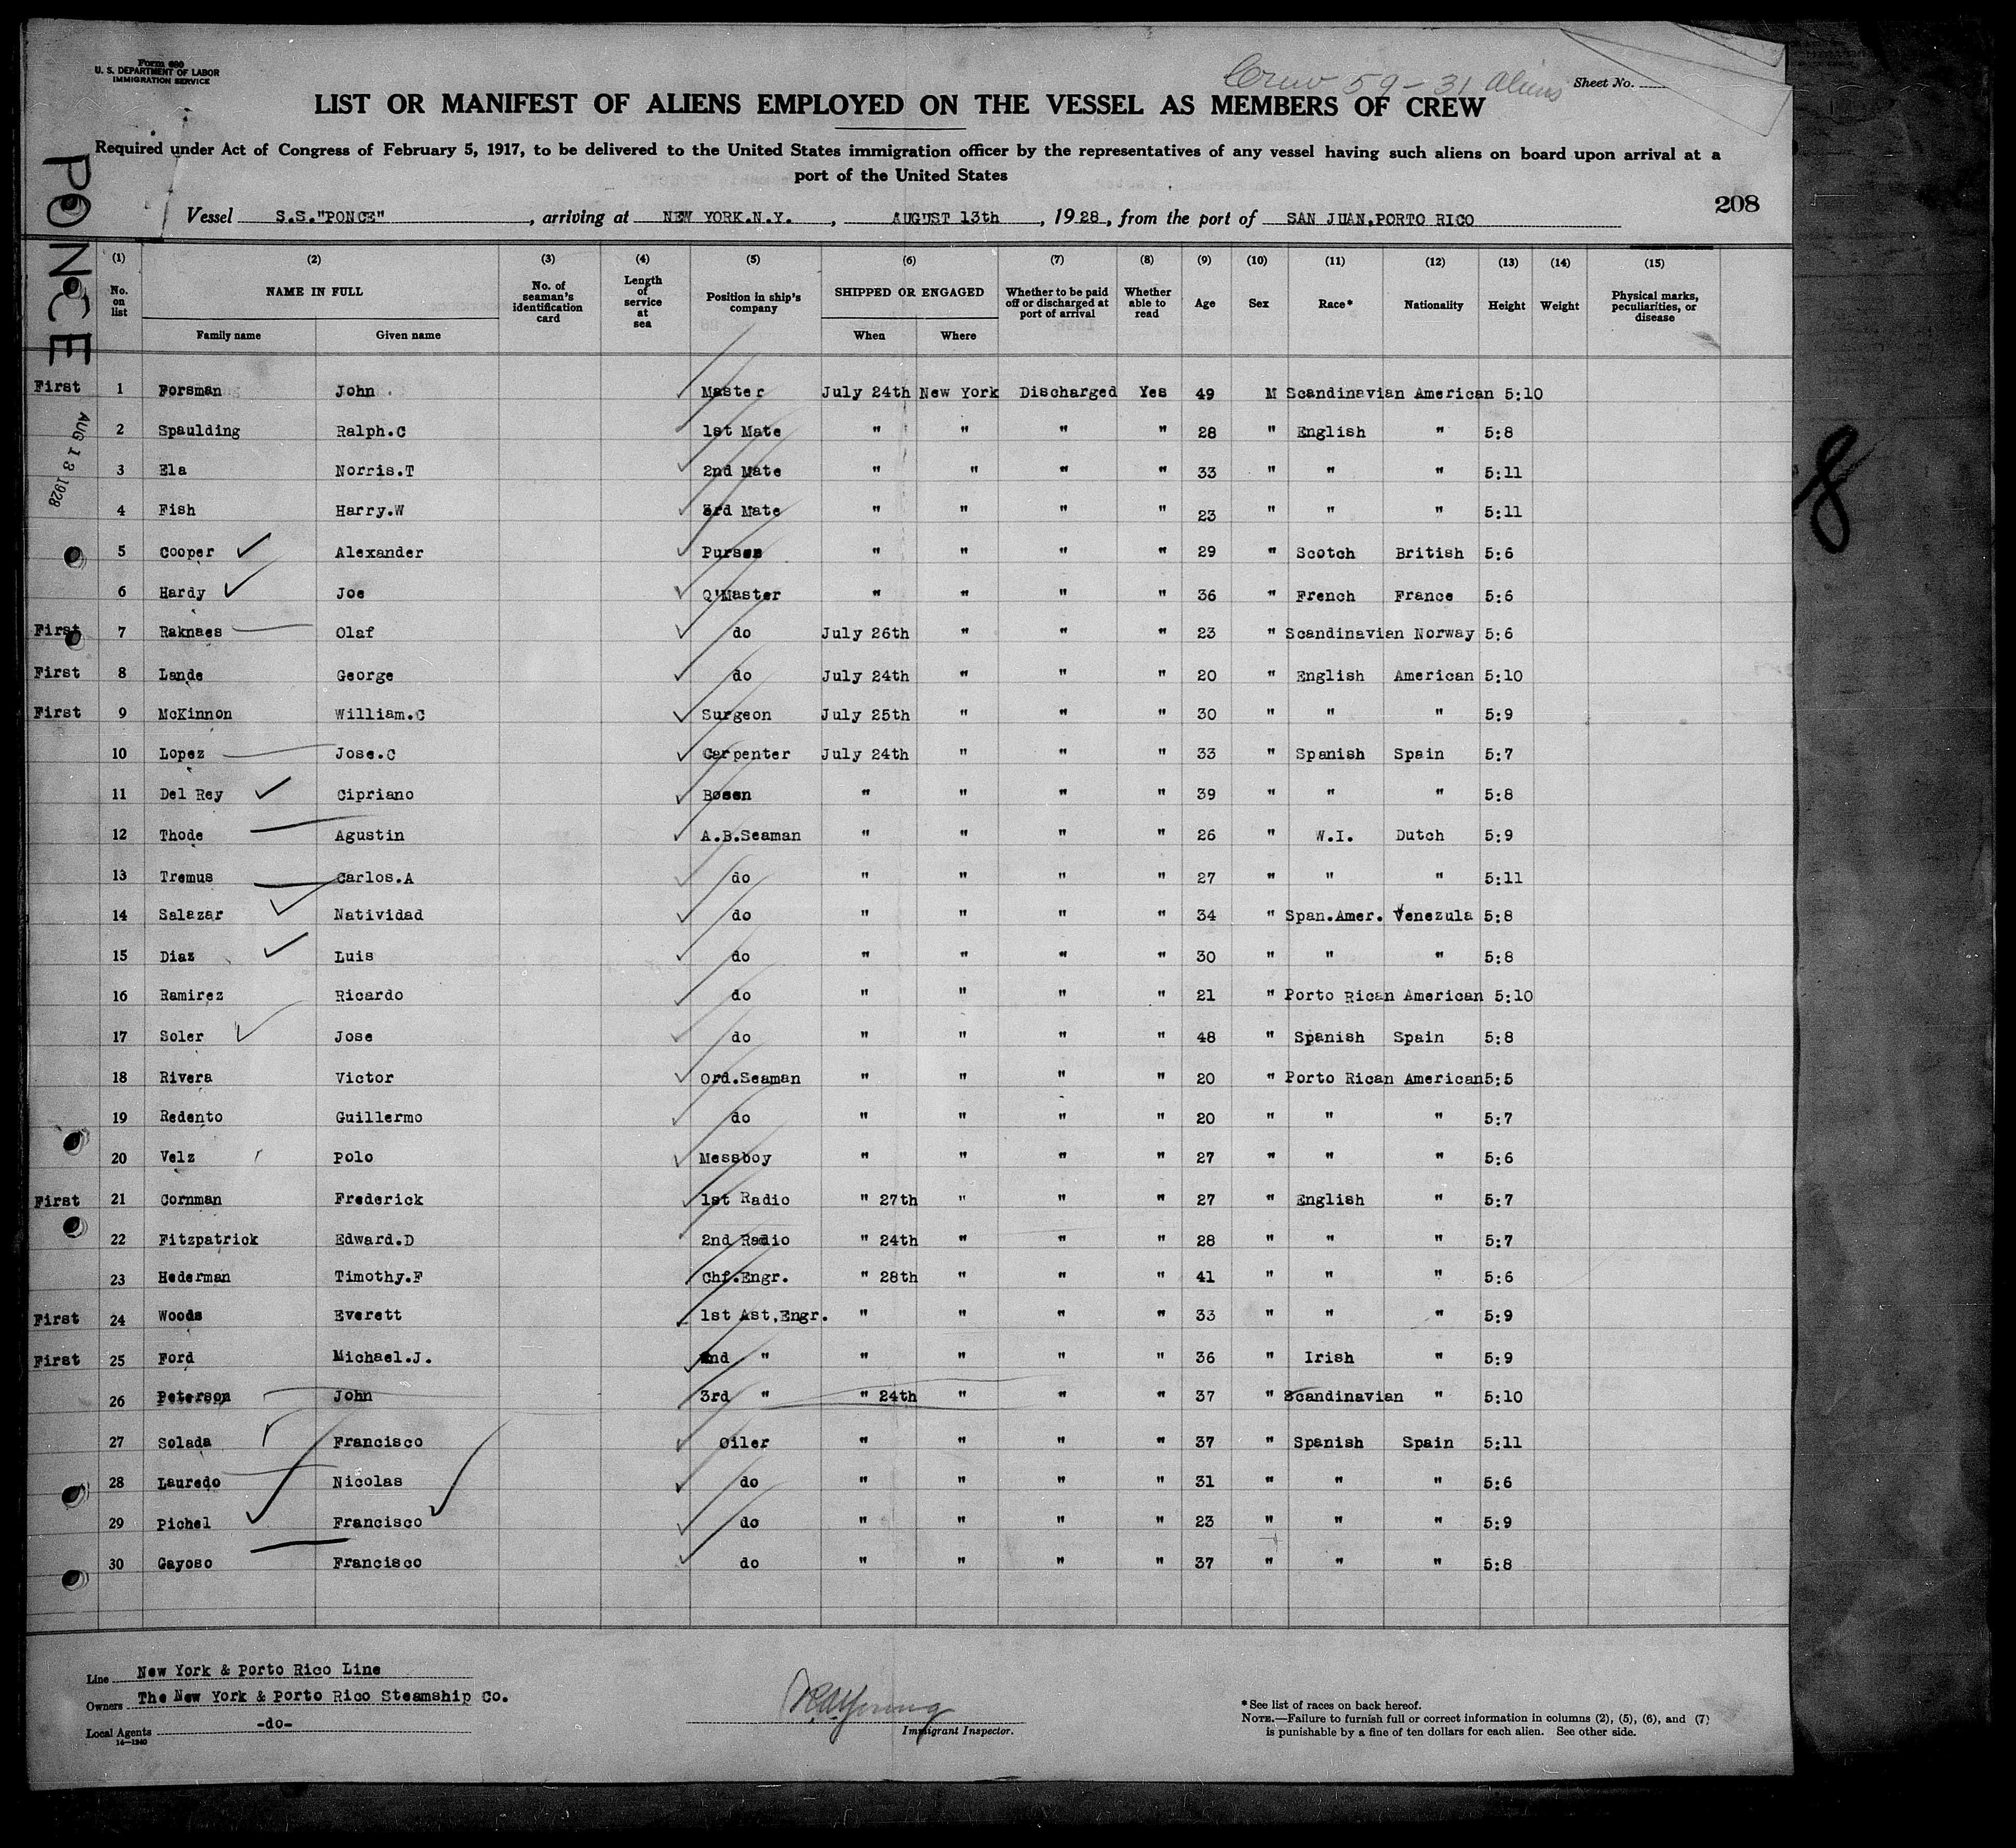 Form 680
U. S. DEPARTMENT OF LABOR
IMMIGRATION SERVICE
Crew 59 - 31 Aliens
Sheet No.
LIST OR MANIFEST OF ALIENS EMPLOYED ON THE VESSEL AS MEMBERS OF CREW
Required under Act of Congress of February 5, 1917, to be delivered to the United States immigration officer by the representatives of any vessel having such aliens on board upon arrival at a
port of the United States
208
Vessel S.S."PONCE", arriving at NEW YORK.N.Y., AUGUST 13th, 1928, from the port of SAN JUAN,PORTO RICO
PONCE
AUG 13 1928
(1) (2) (3) (4) (5) (6) (7) (8) (9) (10) (11) (12) (13) (14) (15)
No. on list NAME IN FULL Family name Given name No. of seaman's identification card Length of service at sea Position in ship's company SHIPPED OR ENGAGED When Where Whether to be paid off or discharged at port of arrival Whether able to read Age Sex Race* Nationality Height Weight Physical marks, peculiarities, or disease
First 1 Forsman John Master July 24th New York Discharged Yes 49 M Scandinavian American 5:10
2 Spaulding Ralph.C 1st Mate " " " " 28 " English " 5:8
3 Ela Norris.T 2nd Mate " " " " 33 " " " 5:11
4 Fish Harry.W 3rd Mate " " " " 23 " " " 5:11
5 Cooper Alexander Purser " " " " 29 " Scotch British 5:6
6 Hardy Joe Q'Master " " " " 36 " French France 5:6
First 7 Raknaes Olaf do July 26th " " " 23 " Scandinavian Norway 5:6
First 8 Lande George do July 24th " " " 20 " English American 5:10
First 9 McKinnon William.C Surgeon July 25th " " " 30 " " " 5:9
10 Lopez Jose.C Carpenter July 24th " " " 33 " Spanish Spain 5:7
11 Del Rey Cipriano Bosen " " " " 39 " " " 5:8
12 Thode Agustin A.B.Seaman " " " " 26 " W.I. Dutch 5:9
13 Tremus Carlos.A do " " " " 27 " " " 5:11
14 Salazar Natividad do " " " " 34 " Span.Amer. Venezula 5:8
15 Diaz Luis do " " " " 30 " " " 5:8
16 Ramirez Ricardo do " " " " 21 " Porto Rican American 5:10
17 Soler Jose do " " " " 48 " Spanish Spain 5:8
18 Rivera Victor Ord.Seaman " " " " 20 " Porto Rican American 5:5
19 Redento Guillermo do " " " " 20 " " " 5:7
20 Velz Polo Messboy " " " " 27 " " " 5:6
First 21 Cornman Frederick 1st Radio " 27th " " " 27 " English " 5:7
22 Fitzpatrick Edward.D 2nd Radio " 24th " " " 28 " " " 5:7
23 Hederman Timothy.F Chf.Engr. " 28th " " " 41 " " " 5:6
First 24 Woods Everett 1st Ast,Engr. " " " " 33 " " " 5:9
First 25 Ford Michael.J. 2nd " " " " " 36 " Irish " 5:9
26 Peterson John 3rd " " 24th " " " 37 " Scandinavian " 5:10
27 Solada Francisco Oiler " " " " 37 " Spanish Spain 5:11
28 Lauredo Nicolas do " " " " 31 " " " 5:6
29 Pichel Francisco do " " " " 23 " " " 5:9
30 Gayoso Francisco do " " " " 37 " " " 5:8
Line New York & Porto Rico Line
Owners The New York & Porto Rico Steamship Co.
Local Agents -do-
14-1240
Immigrant Inspector.
*See list of races on back hereof.
NOTE.—Failure to furnish full or correct information in columns (2), (5), (6), and (7)
is punishable by a fine of ten dollars for each alien. See other side.
8